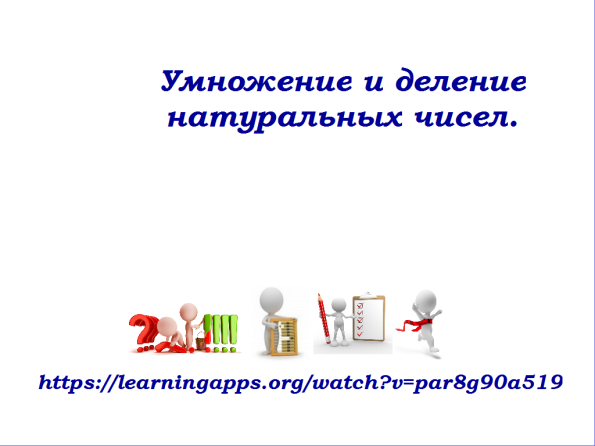 Умножение и деление
натуральных чисел.
https://learningapps.org/watch?v=par8g90a519